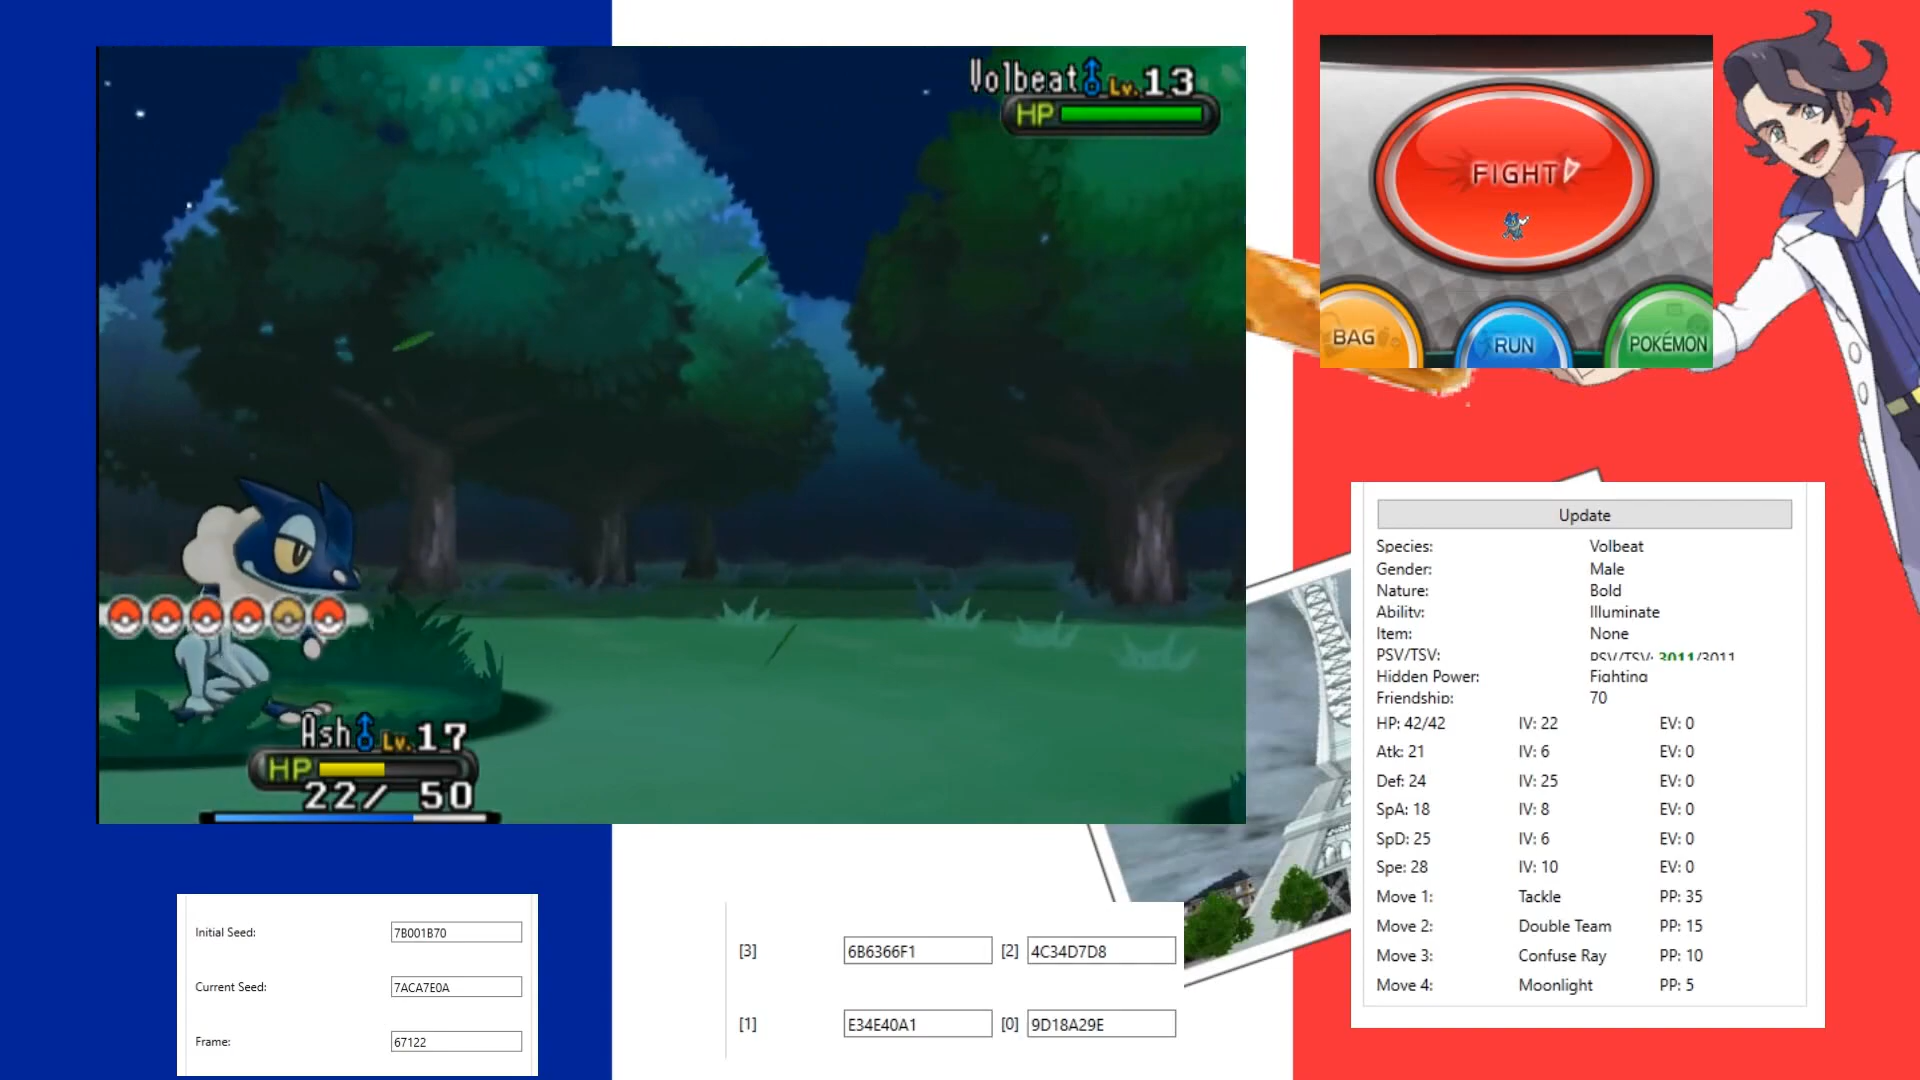 Volbeat♂ Lv.13
HP
FIGHT
BAG
RUN
POKÉMON
Ash♂ Lv.17
HP
22/ 50
Update
Species: Volbeat
Gender: Male
Nature: Bold
Ability: Illuminate
Item: None
PSV/TSV: PSV/TSV: 3011/3011
Hidden Power: Fighting
Friendship: 70
HP: 42/42 IV: 22 EV: 0
Atk: 21 IV: 6 EV: 0
Def: 24 IV: 25 EV: 0
SpA: 18 IV: 8 EV: 0
SpD: 25 IV: 6 EV: 0
Spe: 28 IV: 10 EV: 0
Move 1: Tackle PP: 35
Move 2: Double Team PP: 15
Move 3: Confuse Ray PP: 10
Move 4: Moonlight PP: 5
Initial Seed: 7B001B70
Current Seed: 7ACA7E0A
Frame: 67122
[3] 6B6366F1 [2] 4C34D7D8
[1] E34E40A1 [0] 9D18A29E